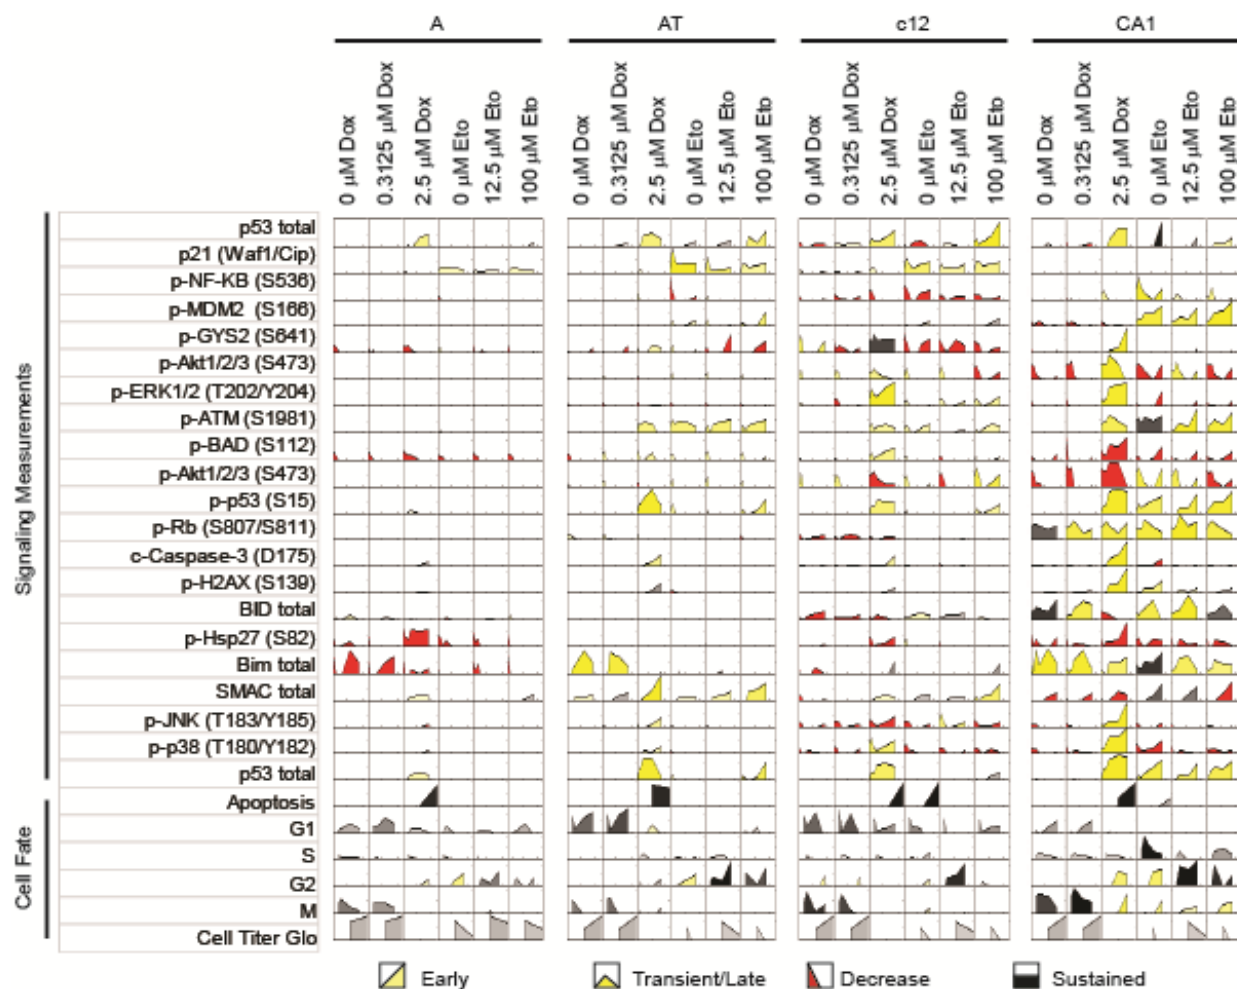 A AT c12 CA1
0 µM Dox 0.3125 µM Dox 2.5 µM Dox 0 µM Eto 12.5 µM Eto 100 µM Eto 0 µM Dox 0.3125 µM Dox 2.5 µM Dox 0 µM Eto 12.5 µM Eto 100 µM Eto 0 µM Dox 0.3125 µM Dox 2.5 µM Dox 0 µM Eto 12.5 µM Eto 100 µM Eto 0 µM Dox 0.3125 µM Dox 2.5 µM Dox 0 µM Eto 12.5 µM Eto 100 µM Eto
Signaling Measurements
p53 total
p21 (Waf1/Cip)
p-NF-KB (S536)
p-MDM2 (S166)
p-GYS2 (S641)
p-Akt1/2/3 (S473)
p-ERK1/2 (T202/Y204)
p-ATM (S1981)
p-BAD (S112)
p-Akt1/2/3 (S473)
p-p53 (S15)
p-Rb (S807/S811)
c-Caspase-3 (D175)
p-H2AX (S139)
BID total
p-Hsp27 (S82)
Bim total
SMAC total
p-JNK (T183/Y185)
p-p38 (T180/Y182)
p53 total
Cell Fate
Apoptosis
G1
S
G2
M
Cell Titer Glo
Early Transient/Late Decrease Sustained